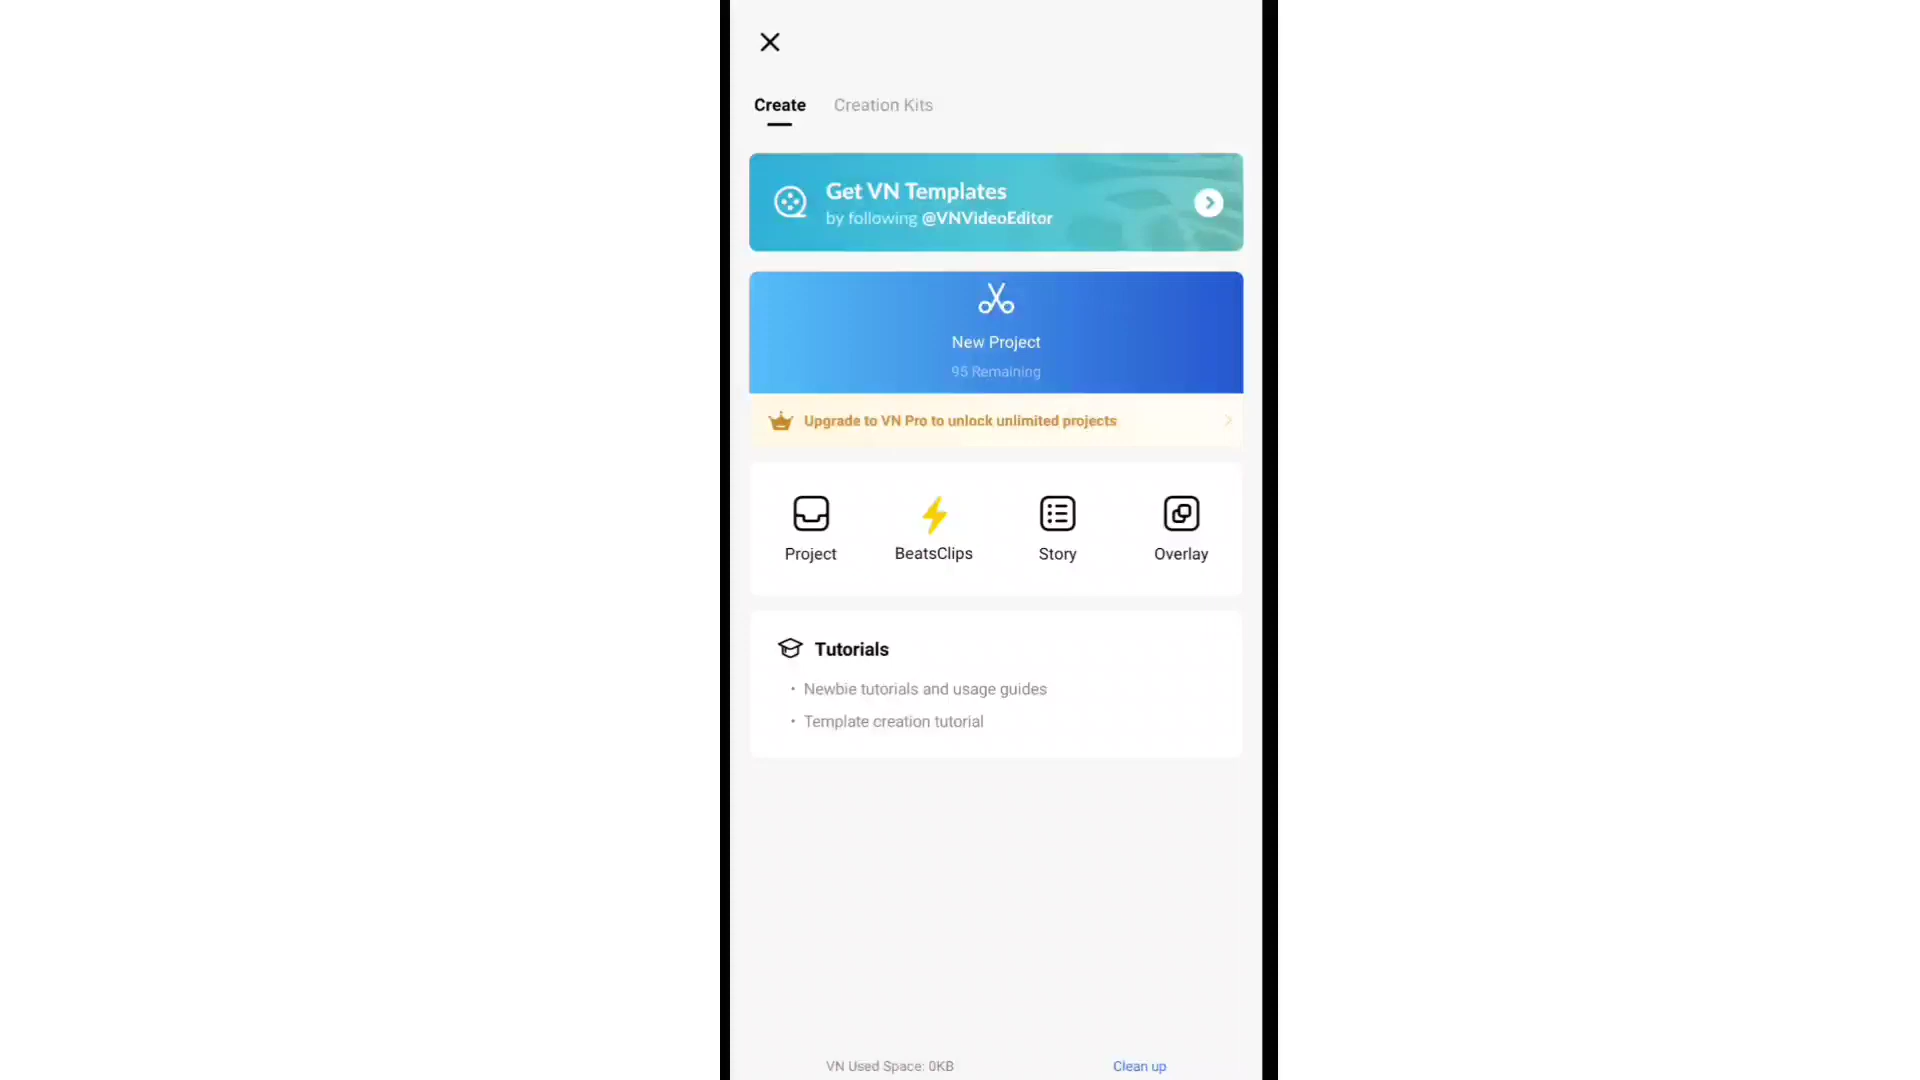 Create Creation Kits
Get VN Templates
by following @VNVideoEditor
New Project
95 Remaining
Upgrade to VN Pro to unlock unlimited projects
Project BeatsClips Story Overlay
Tutorials
• Newbie tutorials and usage guides
• Template creation tutorial
VN Used Space: 0KB Clean up